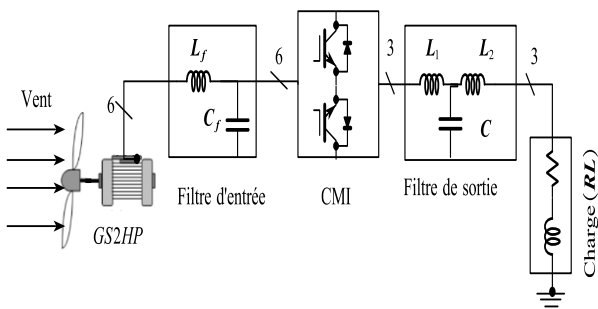 Vent
6
GS2HP
L_f
C_f
Filtre d'entrée
6
CMI
3
L_1
L_2
C
Filtre de sortie
3
Charge (RL)